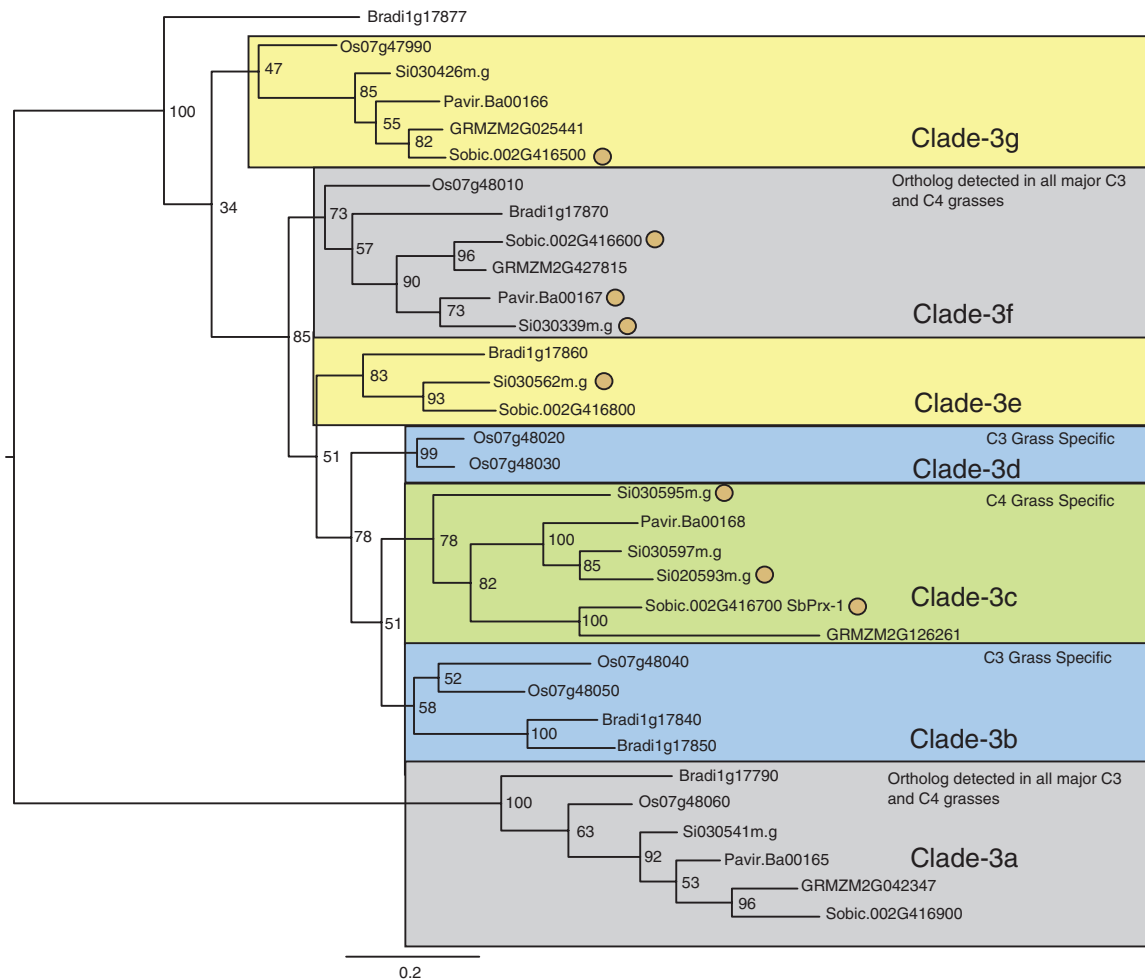 Bradi1g17877
Os07g47990
47
Si030426m.g
85
Pavir.Ba00166
100
55
GRMZM2G025441
82
Clade-3g
Sobic.002G416500
Ortholog detected in all major C3
and C4 grasses
Os07g48010
34
73
Bradi1g17870
Sobic.002G416600
57
96
GRMZM2G427815
90
Pavir.Ba00167
73
Clade-3f
Si030339m.g
85
Bradi1g17860
83
Si030562m.g
93
Clade-3e
Sobic.002G416800
Os07g48020
C3 Grass Specific
99
51
Os07g48030
Clade-3d
Si030595m.g
C4 Grass Specific
Pavir.Ba00168
78
78
100
Si030597m.g
85
Si020593m.g
82
Clade-3c
Sobic.002G416700 SbPrx-1
51
100
GRMZM2G126261
Os07g48040
C3 Grass Specific
52
Os07g48050
58
Bradi1g17840
100
Clade-3b
Bradi1g17850
Bradi1g17790
Ortholog detected in all major C3
and C4 grasses
100
Os07g48060
63
Si030541m.g
92
Clade-3a
Pavir.Ba00165
53
GRMZM2G042347
96
Sobic.002G416900
0.2